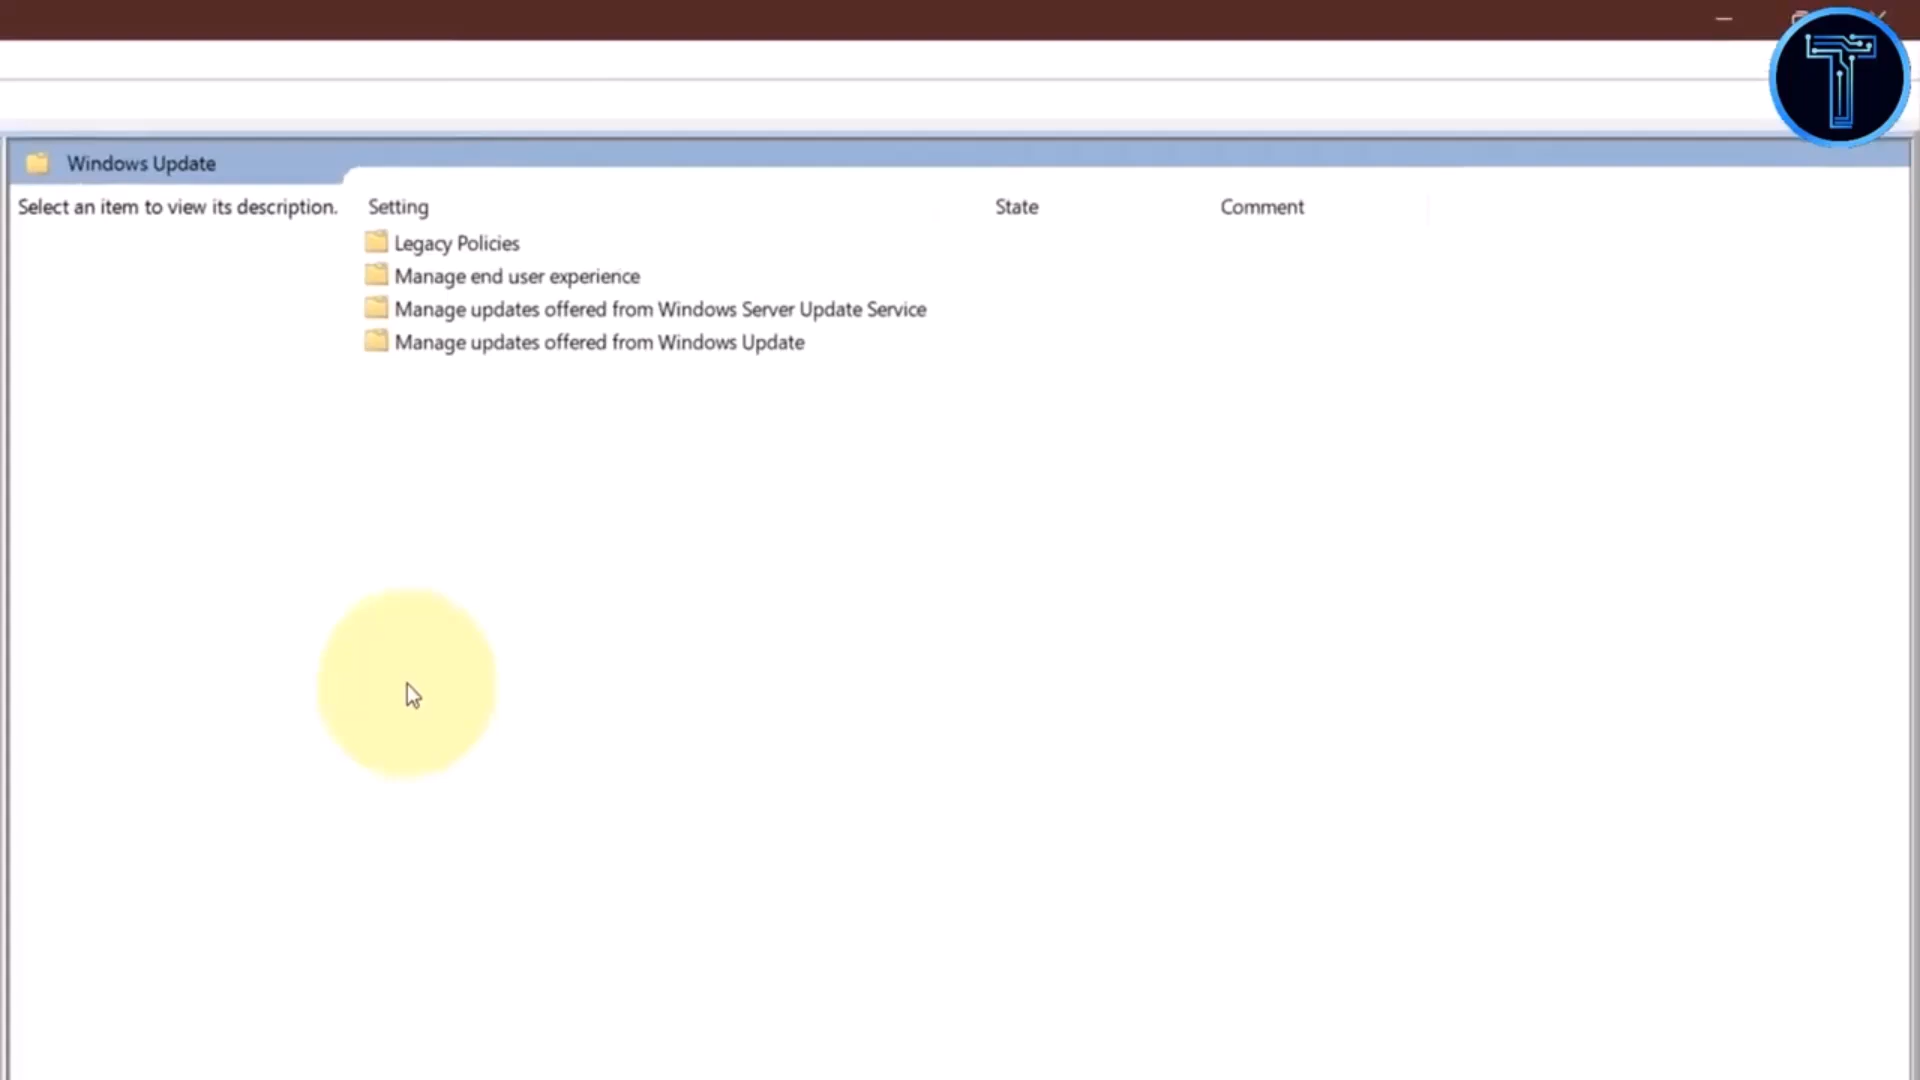 Windows Update
Select an item to view its description.
Setting State Comment
Legacy Policies
Manage end user experience
Manage updates offered from Windows Server Update Service
Manage updates offered from Windows Update